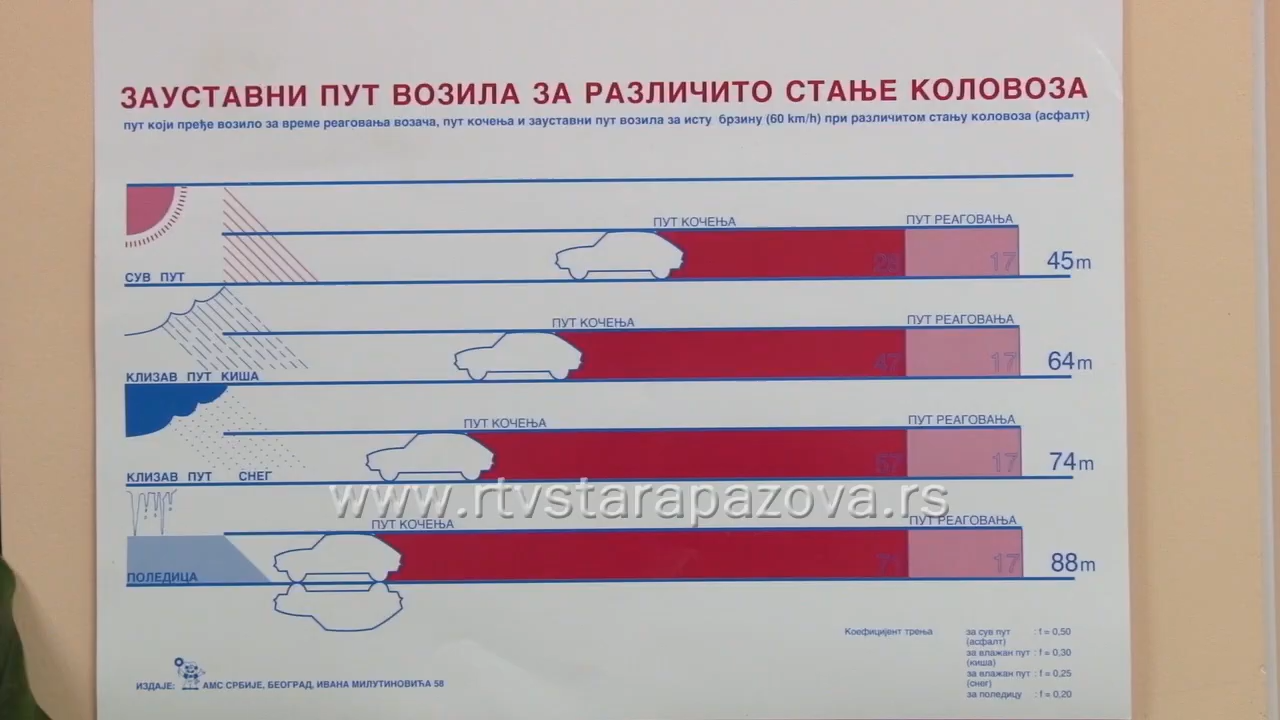 ЗАУСТАВНИ ПУТ ВОЗИЛА ЗА РАЗЛИЧИТО СТАЊЕ КОЛОВОЗА
пут који пређе возило за време реаговања возача, пут кочења и зауставни пут возила за исту брзину (60 km/h) при различитом стању коловоза (асфалт)
ПУТ КОЧЕЊА ПУТ РЕАГОВАЊА
28 17 45m
СУВ ПУТ
ПУТ КОЧЕЊА ПУТ РЕАГОВАЊА
47 17 64m
КЛИЗАВ ПУТ КИША
ПУТ КОЧЕЊА ПУТ РЕАГОВАЊА
57 17 74m
КЛИЗАВ ПУТ СНЕГ
www.rtvstarapazova.rs
ПУТ КОЧЕЊА ПУТ РЕАГОВАЊА
71 17 88m
ПОЛЕДИЦА
Коефицијент трења за сув пут : f = 0,50
(асфалт)
за влажан пут : f = 0,30
(киша)
за влажан пут : f = 0,25
(снег)
за поледицу : f = 0,20
ИЗДАЈЕ: АМС СРБИЈЕ, БЕОГРАД, ИВАНА МИЛУТИНОВИЋА 58